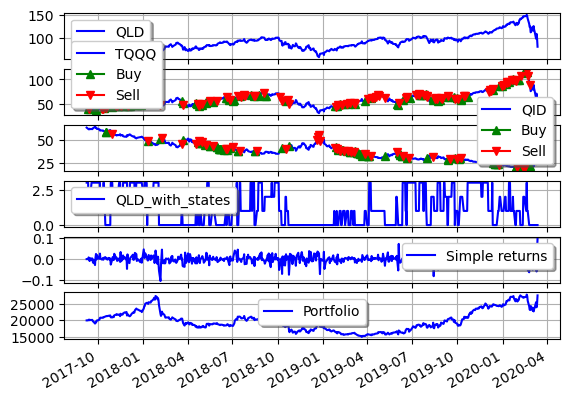 150
100
QLD
TQQQ
Buy
Sell
100
50
QID
Buy
Sell
50
25
2.5
0.0
QLD_with_states
0.1
0.0
-0.1
Simple returns
25000
20000
15000
Portfolio
2017-10
2018-01
2018-04
2018-07
2018-10
2019-01
2019-04
2019-07
2019-10
2020-01
2020-04